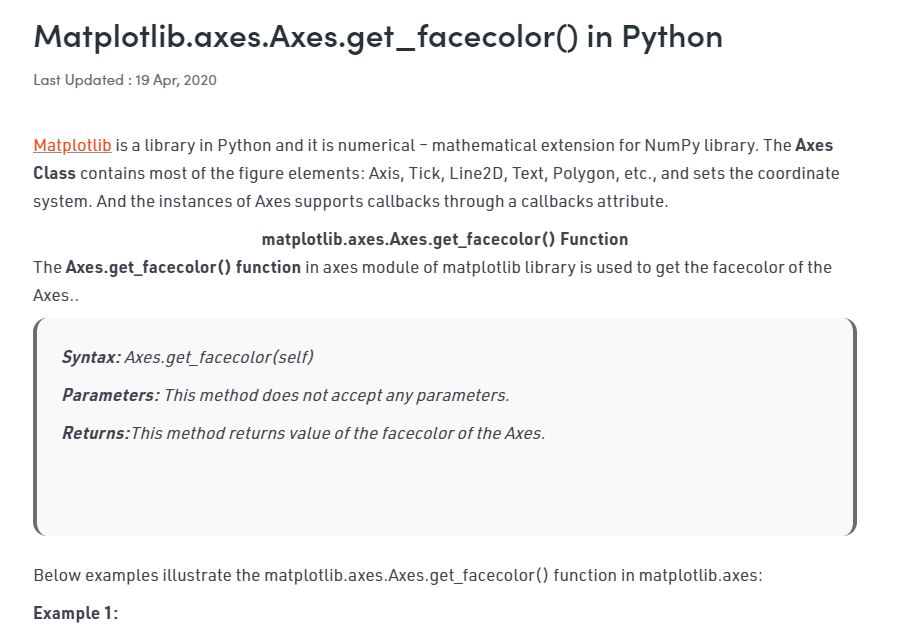 Matplotlib.axes.Axes.get_facecolor() in Python
Last Updated : 19 Apr, 2020
Matplotlib is a library in Python and it is numerical – mathematical extension for NumPy library. The Axes
Class contains most of the figure elements: Axis, Tick, Line2D, Text, Polygon, etc., and sets the coordinate
system. And the instances of Axes supports callbacks through a callbacks attribute.
matplotlib.axes.Axes.get_facecolor() Function
The Axes.get_facecolor() function in axes module of matplotlib library is used to get the facecolor of the
Axes..
Syntax: Axes.get_facecolor(self)
Parameters: This method does not accept any parameters.
Returns:This method returns value of the facecolor of the Axes.
Below examples illustrate the matplotlib.axes.Axes.get_facecolor() function in matplotlib.axes:
Example 1: